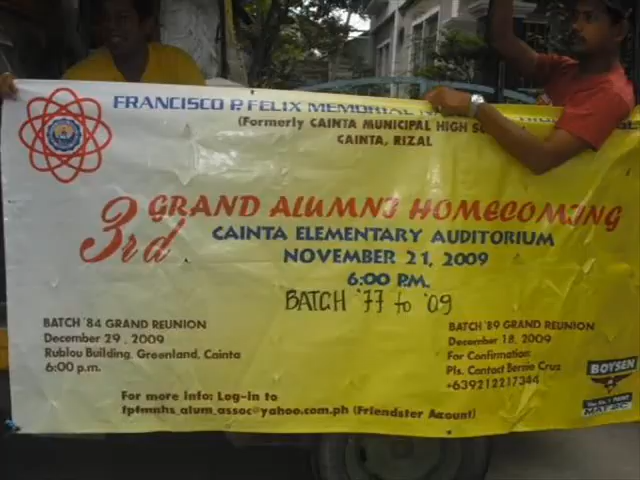 FRANCISCO P. FELIX MEMORIAL
(Formerly CAINTA MUNICIPAL HIGH
CAINTA, RIZAL
3rd GRAND ALUMNI HOMECOMING
CAINTA ELEMENTARY AUDITORIUM
NOVEMBER 21, 2009
6:00 P.M.
BATCH '77 to '09
BATCH '84 GRAND REUNION
December 29, 2009
Rublou Building, Greenland, Cainta
6:00 p.m.
BATCH '89 GRAND REUNION
December 18, 2009
For Confirmation
Pls. Contact Bernie Cruz
+639212217344
For more info: Log-in to
fpfmnhs_alum_assoc@yahoo.com.ph (Friendster Account)
BOYSEN